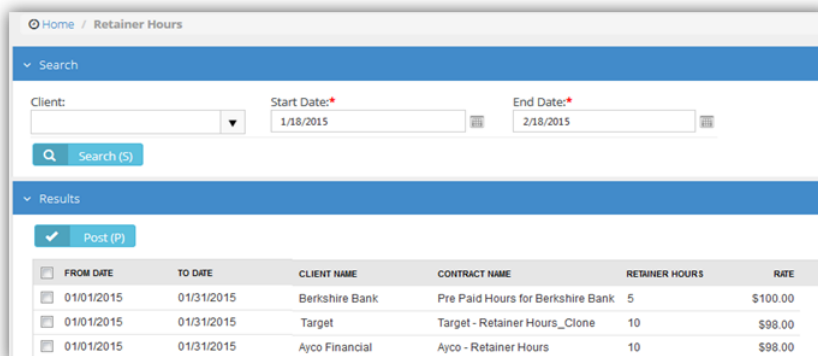 Home / Retainer Hours
Search
Client: Start Date:* End Date:*
1/18/2015 2/18/2015
Search (S)
Results
Post (P)
FROM DATE TO DATE CLIENT NAME CONTRACT NAME RETAINER HOURS RATE
01/01/2015 01/31/2015 Berkshire Bank Pre Paid Hours for Berkshire Bank 5 $100.00
01/01/2015 01/31/2015 Target Target - Retainer Hours_Clone 10 $98.00
01/01/2015 01/31/2015 Ayco Financial Ayco - Retainer Hours 10 $98.00